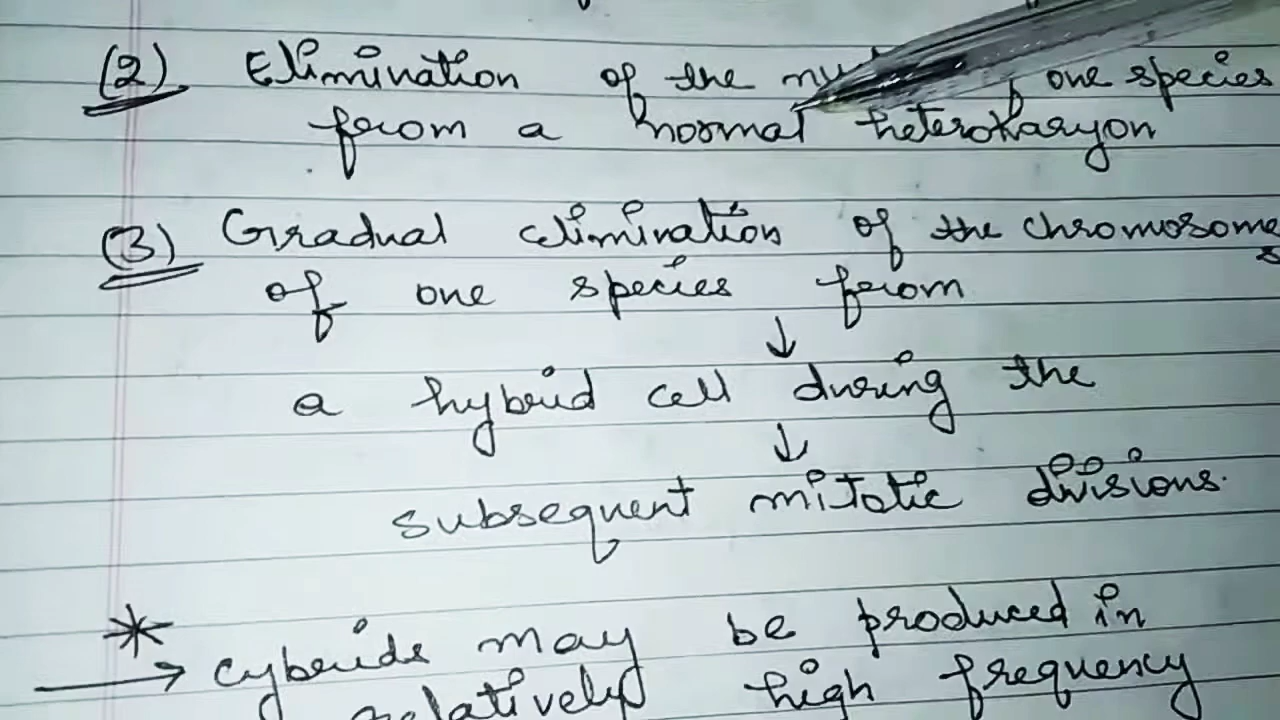 (2) Elimination of the one species
from a normal heterokaryon
(3) Gradual elimination of the chromosomes
of one species from
↓
a hybrid cell during the
↓
subsequent mitotic divisions.
* → cybrids may be produced in
relatively high frequency